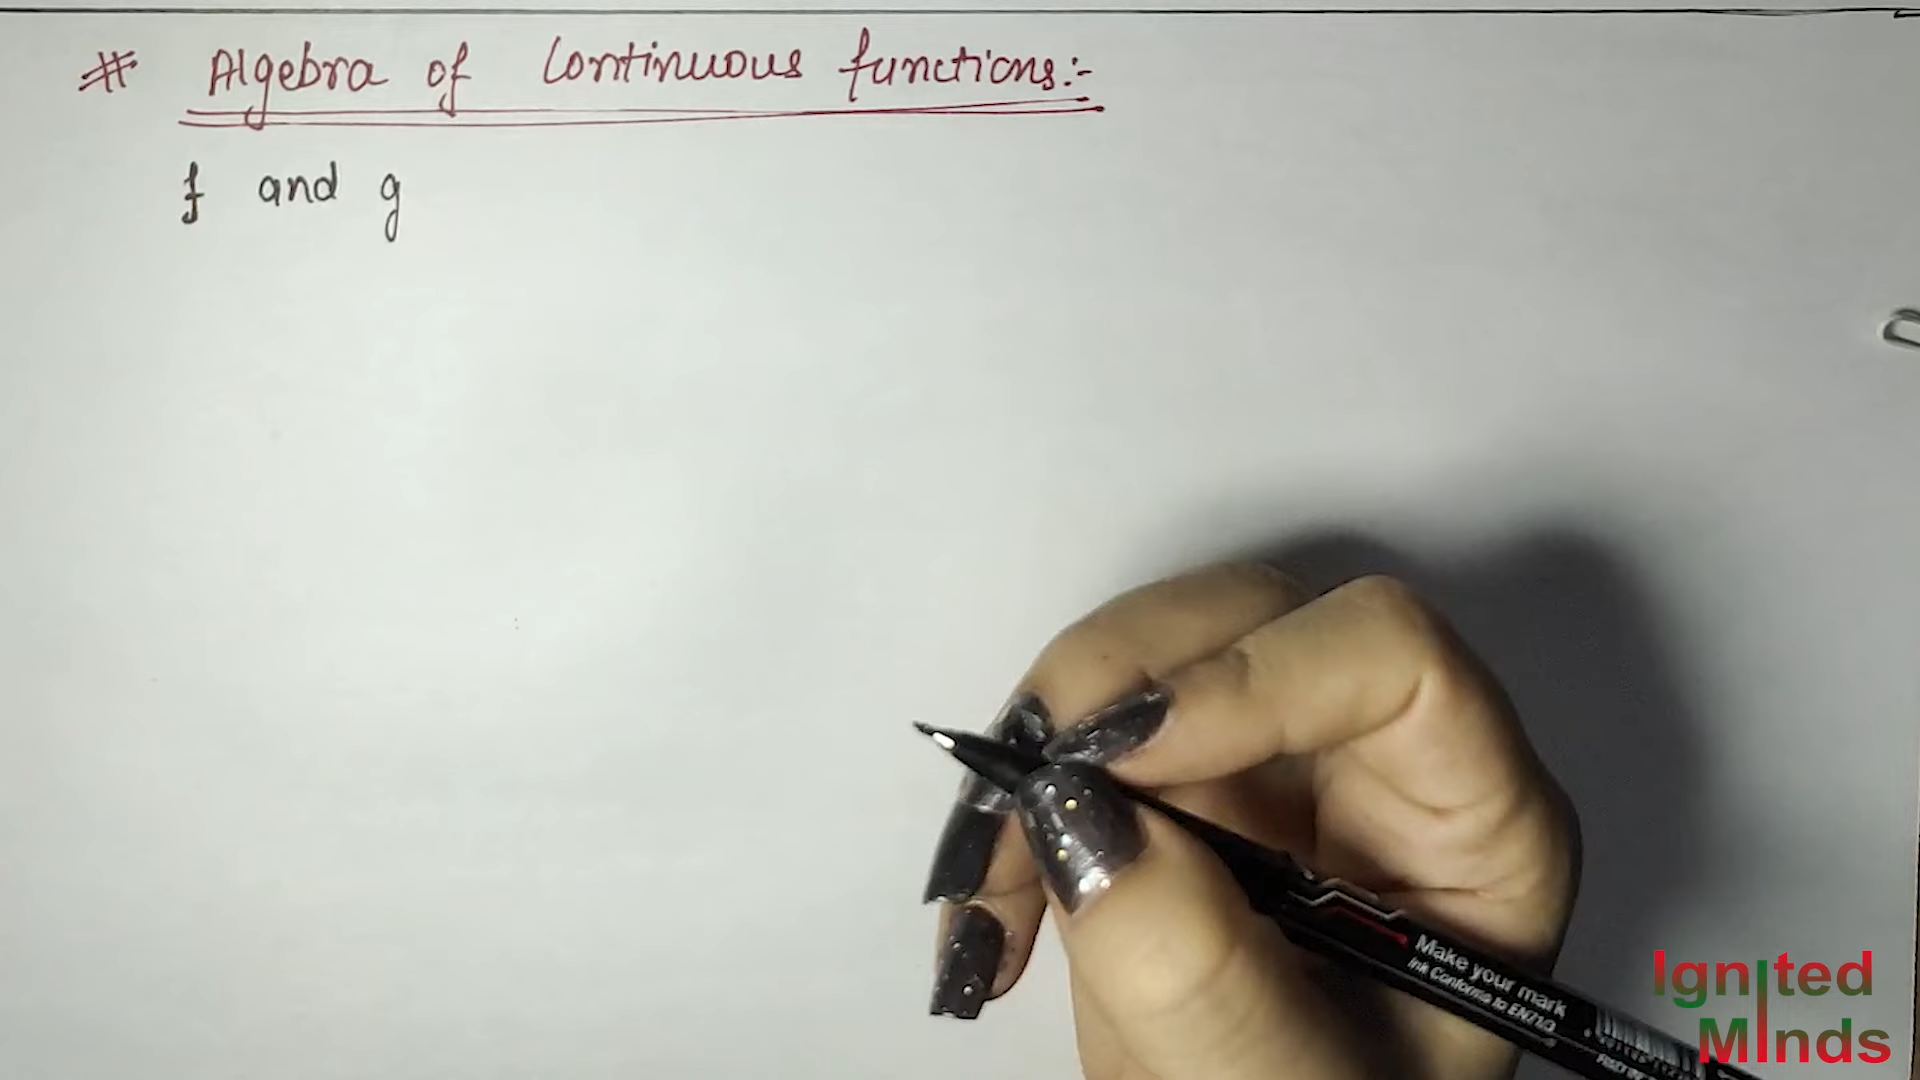 # Algebra of Continuous functions:-
f and g
Make your mark
Ink Conforms to EN71/3
Ignited
Minds